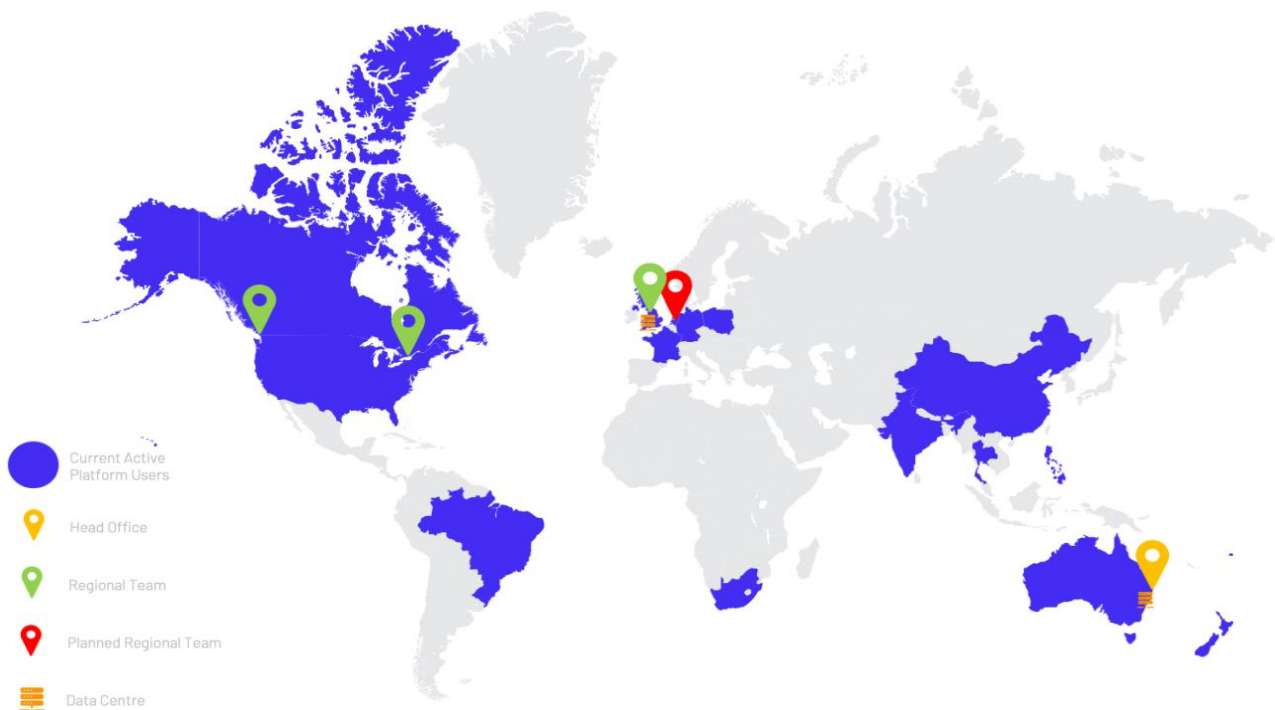 Current Active
Platform Users
Head Office
Regional Team
Planned Regional Team
Data Centre